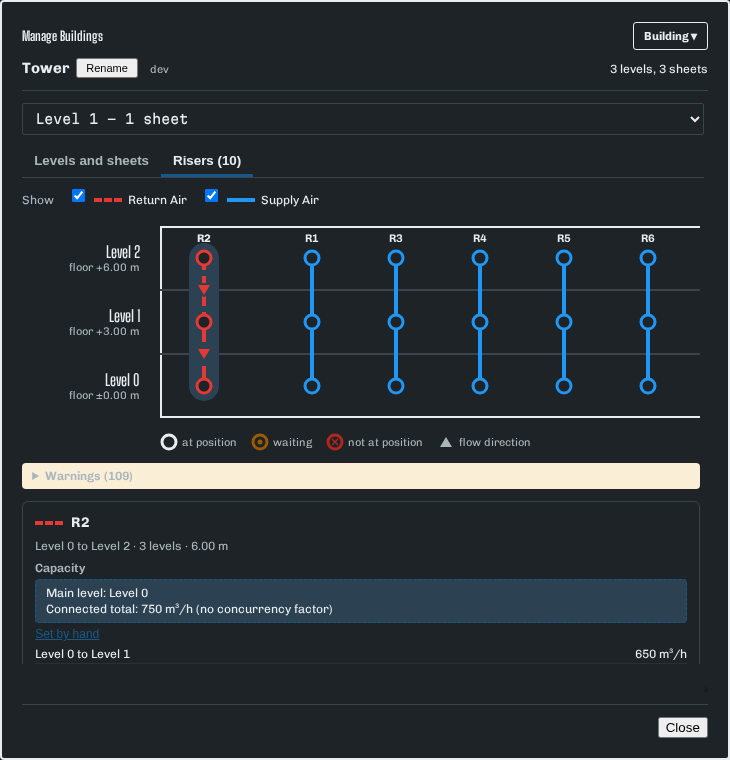 Manage Buildings
Building ▾
Tower Rename dev
3 levels, 3 sheets
Level 1 — 1 sheet
Levels and sheets Risers (10)
Show Return Air Supply Air
R2 R1 R3 R4 R5 R6
Level 2
floor +6.00 m
Level 1
floor +3.00 m
Level 0
floor ±0.00 m
at position waiting not at position flow direction
Warnings (109)
R2
Level 0 to Level 2 · 3 levels · 6.00 m
Capacity
Main level: Level 0
Connected total: 750 m³/h (no concurrency factor)
Set by hand
Level 0 to Level 1 650 m³/h
Close